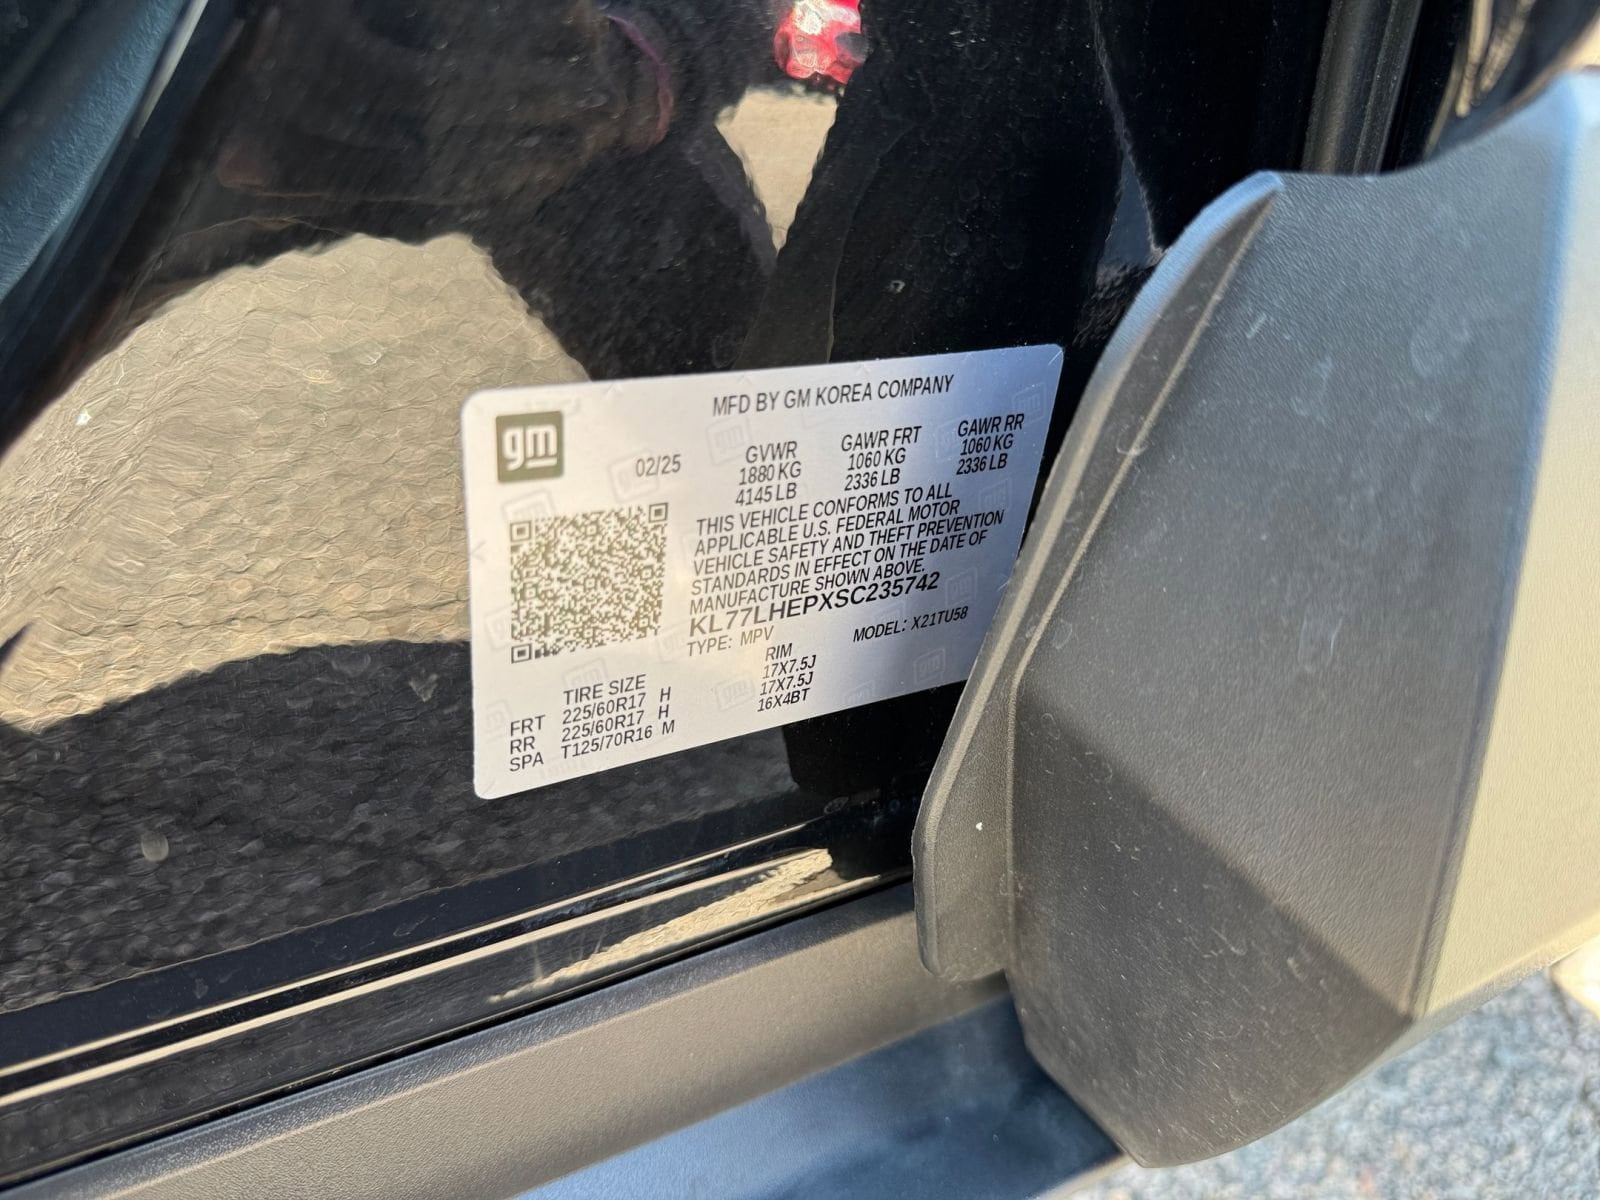 MFD BY GM KOREA COMPANY
gm
02/25
GVWR
1880 KG
4145 LB
GAWR FRT
1060 KG
2336 LB
GAWR RR
1060 KG
2336 LB
THIS VEHICLE CONFORMS TO ALL
APPLICABLE U.S. FEDERAL MOTOR
VEHICLE SAFETY AND THEFT PREVENTION
STANDARDS IN EFFECT ON THE DATE OF
MANUFACTURE SHOWN ABOVE.
KL77LHEPXSC235742
TYPE: MPV MODEL: X21TU58
TIRE SIZE RIM
FRT 225/60R17 H 17X7.5J
RR 225/60R17 H 17X7.5J
SPA T125/70R16 M 16X4BT